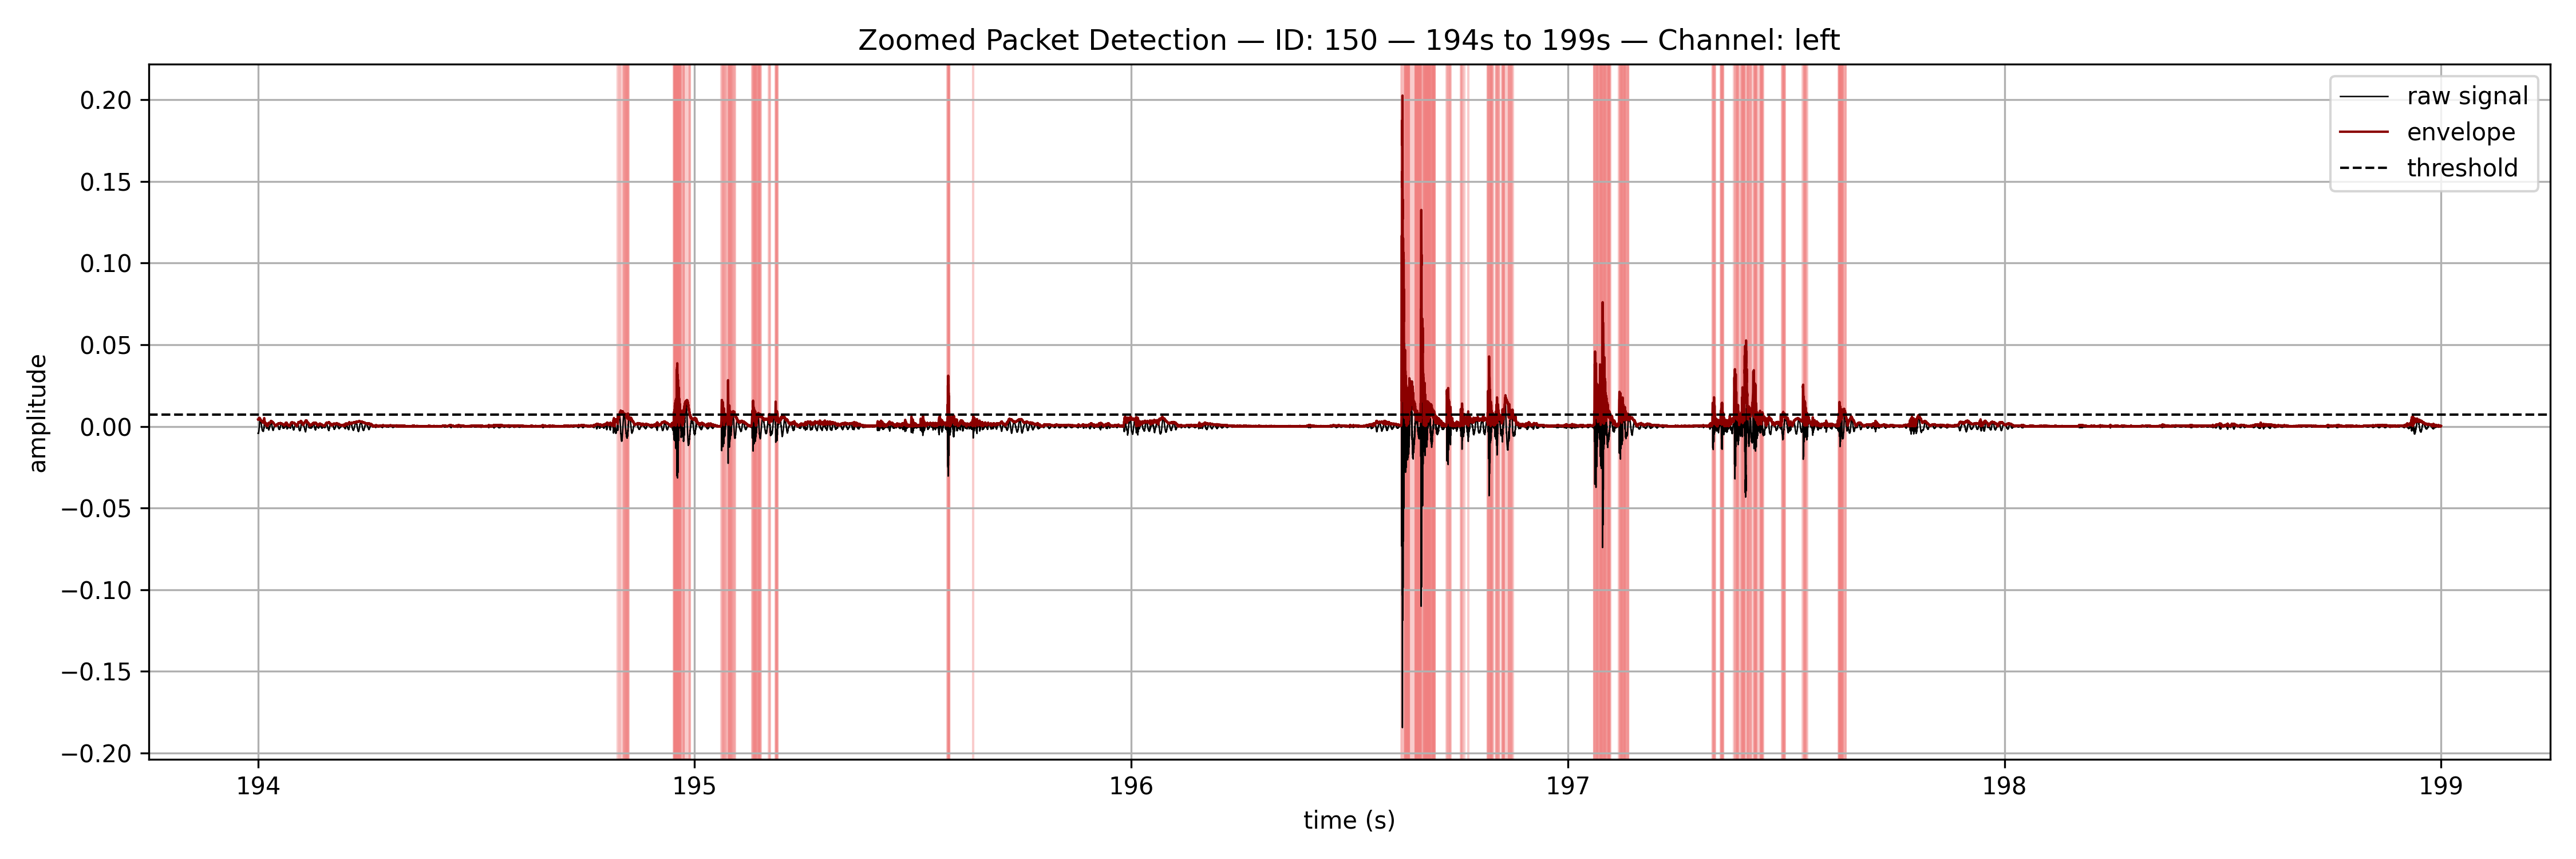 Zoomed Packet Detection — ID: 150 — 194s to 199s — Channel: left
raw signal
envelope
threshold
amplitude
0.20
0.15
0.10
0.05
0.00
−0.05
−0.10
−0.15
−0.20
194
195
196
197
198
199
time (s)